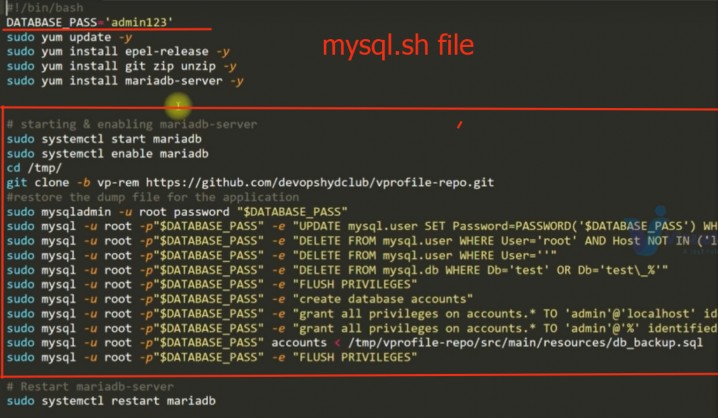 #!/bin/bash
DATABASE_PASS='admin123'
sudo yum update -y
sudo yum install epel-release -y
sudo yum install git zip unzip -y
sudo yum install mariadb-server -y
mysql.sh file
# starting & enabling mariadb-server
sudo systemctl start mariadb
sudo systemctl enable mariadb
cd /tmp/
git clone -b vp-rem https://github.com/devopshydclub/vprofile-repo.git
#restore the dump file for the application
sudo mysqladmin -u root password "$DATABASE_PASS"
sudo mysql -u root -p"$DATABASE_PASS" -e "UPDATE mysql.user SET Password=PASSWORD('$DATABASE_PASS') WH
sudo mysql -u root -p"$DATABASE_PASS" -e "DELETE FROM mysql.user WHERE User='root' AND Host NOT IN ('l
sudo mysql -u root -p"$DATABASE_PASS" -e "DELETE FROM mysql.user WHERE User=''"
sudo mysql -u root -p"$DATABASE_PASS" -e "DELETE FROM mysql.db WHERE Db='test' OR Db='test\_%'"
sudo mysql -u root -p"$DATABASE_PASS" -e "FLUSH PRIVILEGES"
sudo mysql -u root -p"$DATABASE_PASS" -e "create database accounts"
sudo mysql -u root -p"$DATABASE_PASS" -e "grant all privileges on accounts.* TO 'admin'@'localhost' id
sudo mysql -u root -p"$DATABASE_PASS" -e "grant all privileges on accounts.* TO 'admin'@'%' identified
sudo mysql -u root -p"$DATABASE_PASS" accounts < /tmp/vprofile-repo/src/main/resources/db_backup.sql
sudo mysql -u root -p"$DATABASE_PASS" -e "FLUSH PRIVILEGES"
# Restart mariadb-server
sudo systemctl restart mariadb